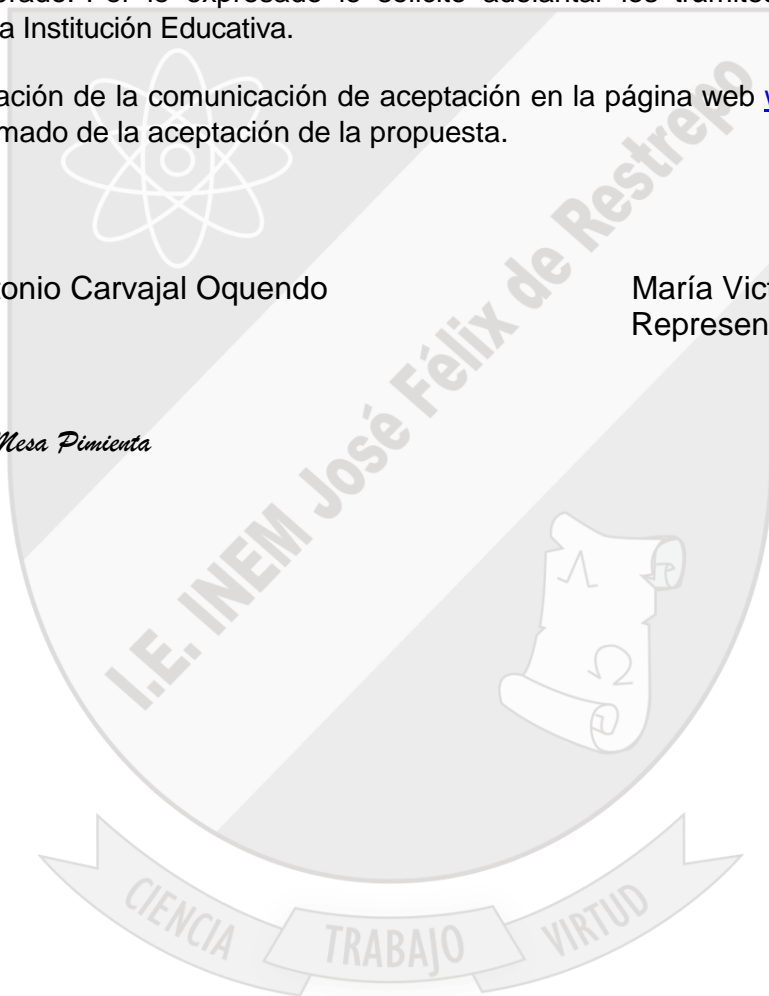 a Institución Educativa.
ación de la comunicación de aceptación en la página web
mado de la aceptación de la propuesta.
tonio Carvajal Oquendo
María Vic
Represen
Mesa Pimienta
I.E. INEM José Félix de Restrepo
CIENCIA TRABAJO VIRTUD